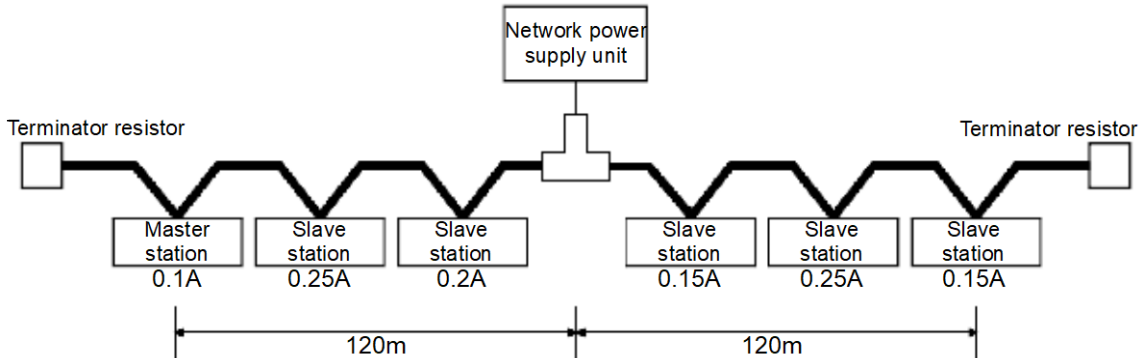 Network power
supply unit
Terminator resistor
Terminator resistor
Master
station
Slave
station
Slave
station
Slave
station
Slave
station
Slave
station
0.1A
0.25A
0.2A
0.15A
0.25A
0.15A
120m
120m